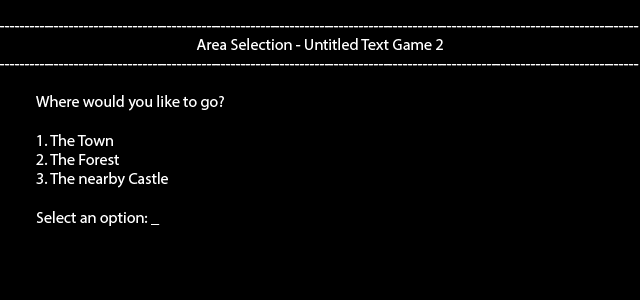 Area Selection - Untitled Text Game 2
Where would you like to go?
1. The Town
2. The Forest
3. The nearby Castle
Select an option: _